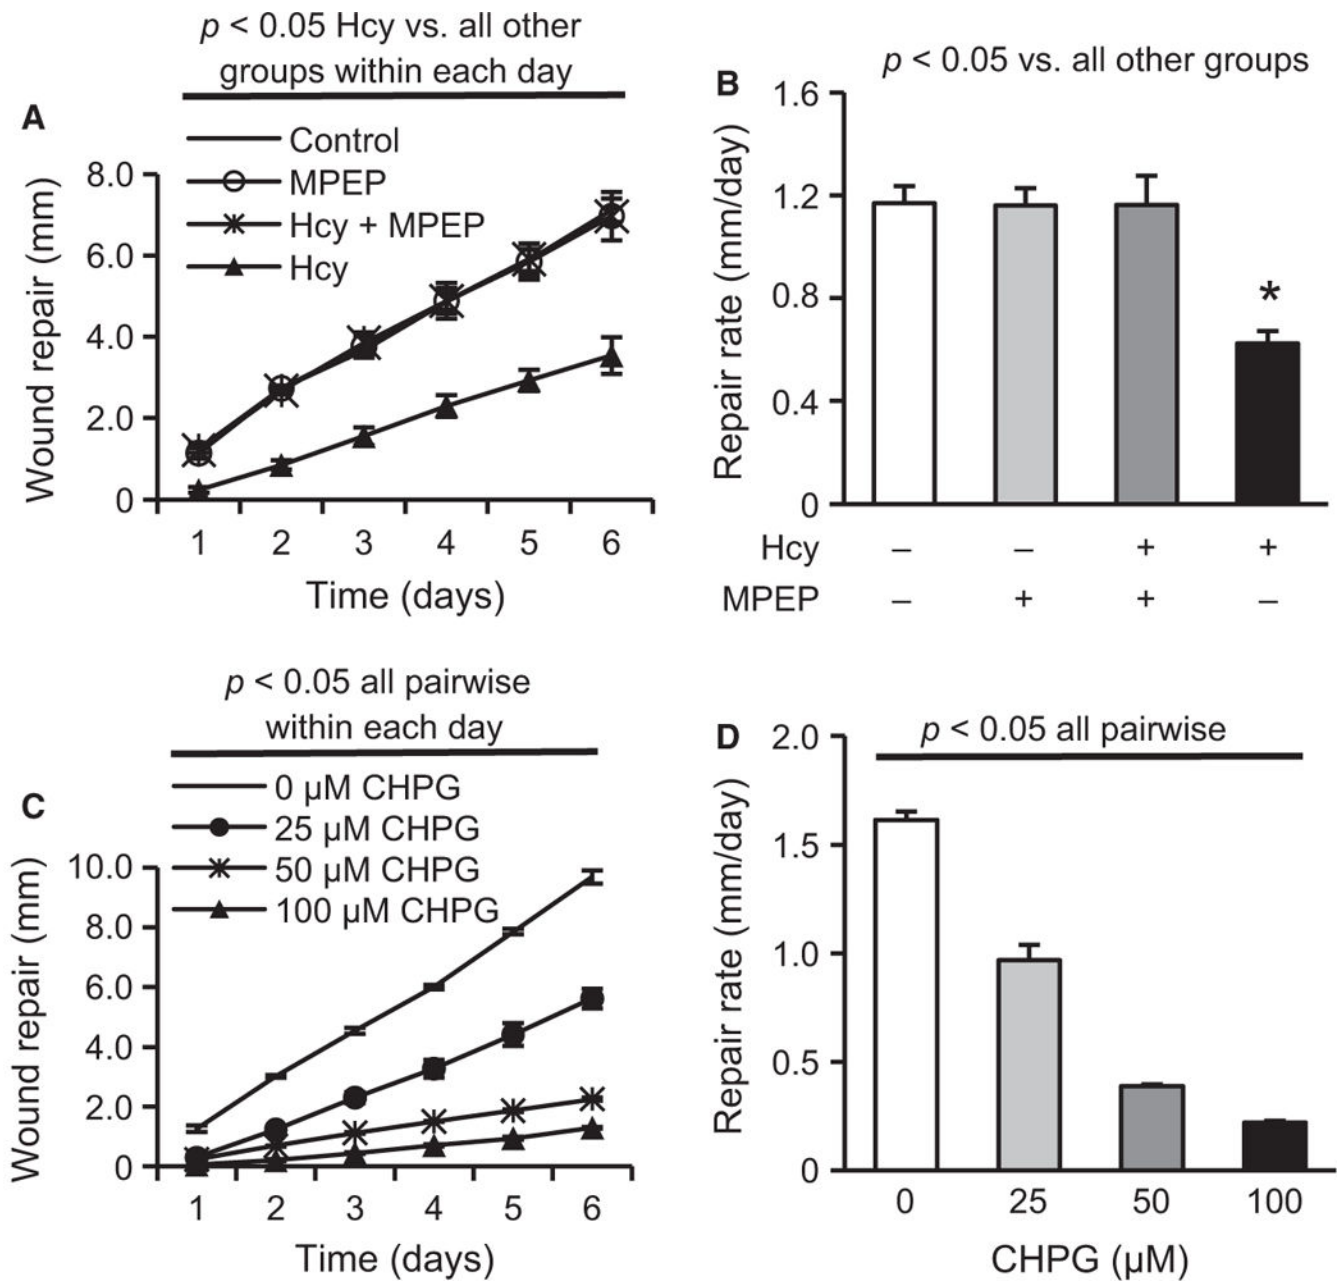 p < 0.05 Hcy vs. all other
groups within each day
A
Control
MPEP
Hcy + MPEP
Hcy
8.0
6.0
4.0
2.0
0
Wound repair (mm)
1 2 3 4 5 6
Time (days)
B
p < 0.05 vs. all other groups
1.6
1.2
0.8
0.4
0
Repair rate (mm/day)
*
Hcy – – + +
MPEP – + + –
p < 0.05 all pairwise
within each day
C
0 µM CHPG
25 µM CHPG
50 µM CHPG
100 µM CHPG
10.0
8.0
6.0
4.0
2.0
0
Wound repair (mm)
1 2 3 4 5 6
Time (days)
D
p < 0.05 all pairwise
2.0
1.5
1.0
0.5
0
Repair rate (mm/day)
0 25 50 100
CHPG (µM)